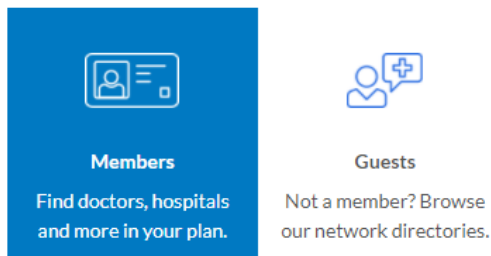 Members
Find doctors, hospitals
and more in your plan.
Guests
Not a member? Browse
our network directories.